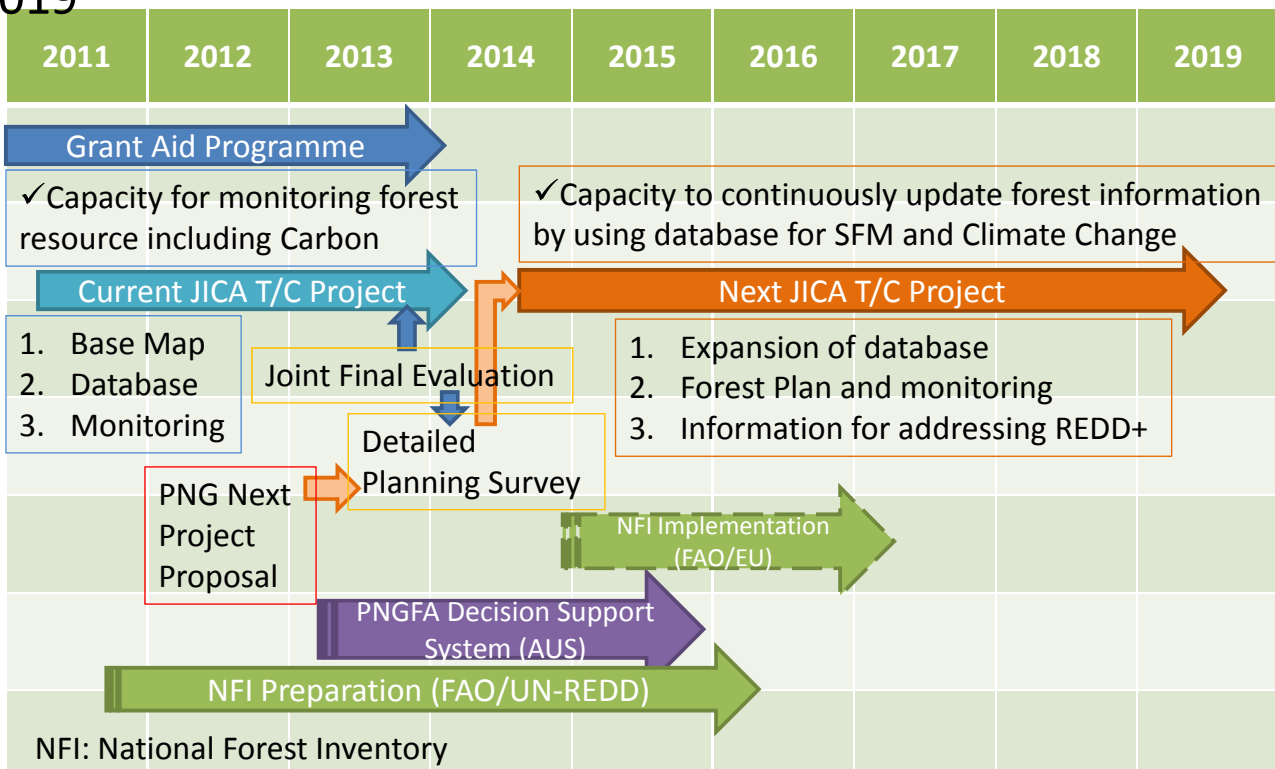 2011 2012 2013 2014 2015 2016 2017 2018 2019
Grant Aid Programme
✓Capacity for monitoring forest
resource including Carbon
✓Capacity to continuously update forest information
by using database for SFM and Climate Change
Current JICA T/C Project
Next JICA T/C Project
1. Base Map
2. Database
3. Monitoring
Joint Final Evaluation
1. Expansion of database
2. Forest Plan and monitoring
3. Information for addressing REDD+
Detailed
Planning Survey
PNG Next
Project
Proposal
NFI Implementation
(FAO/EU)
PNGFA Decision Support
System (AUS)
NFI Preparation (FAO/UN-REDD)
NFI: National Forest Inventory